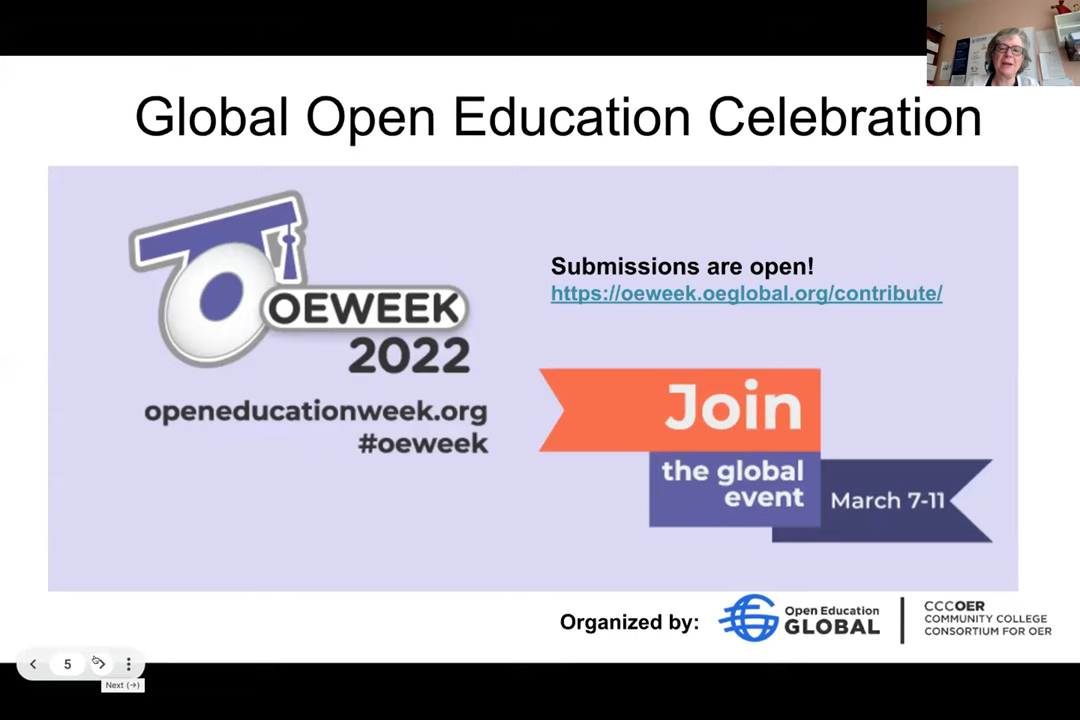 Global Open Education Celebration
OEWEEK
2022
openeducationweek.org
#oeweek
Submissions are open!
https://oeweek.oeglobal.org/contribute/
Join
the global
event
March 7-11
Organized by:
Open Education
GLOBAL
CCCOER
COMMUNITY COLLEGE
CONSORTIUM FOR OER
5
Next (→)